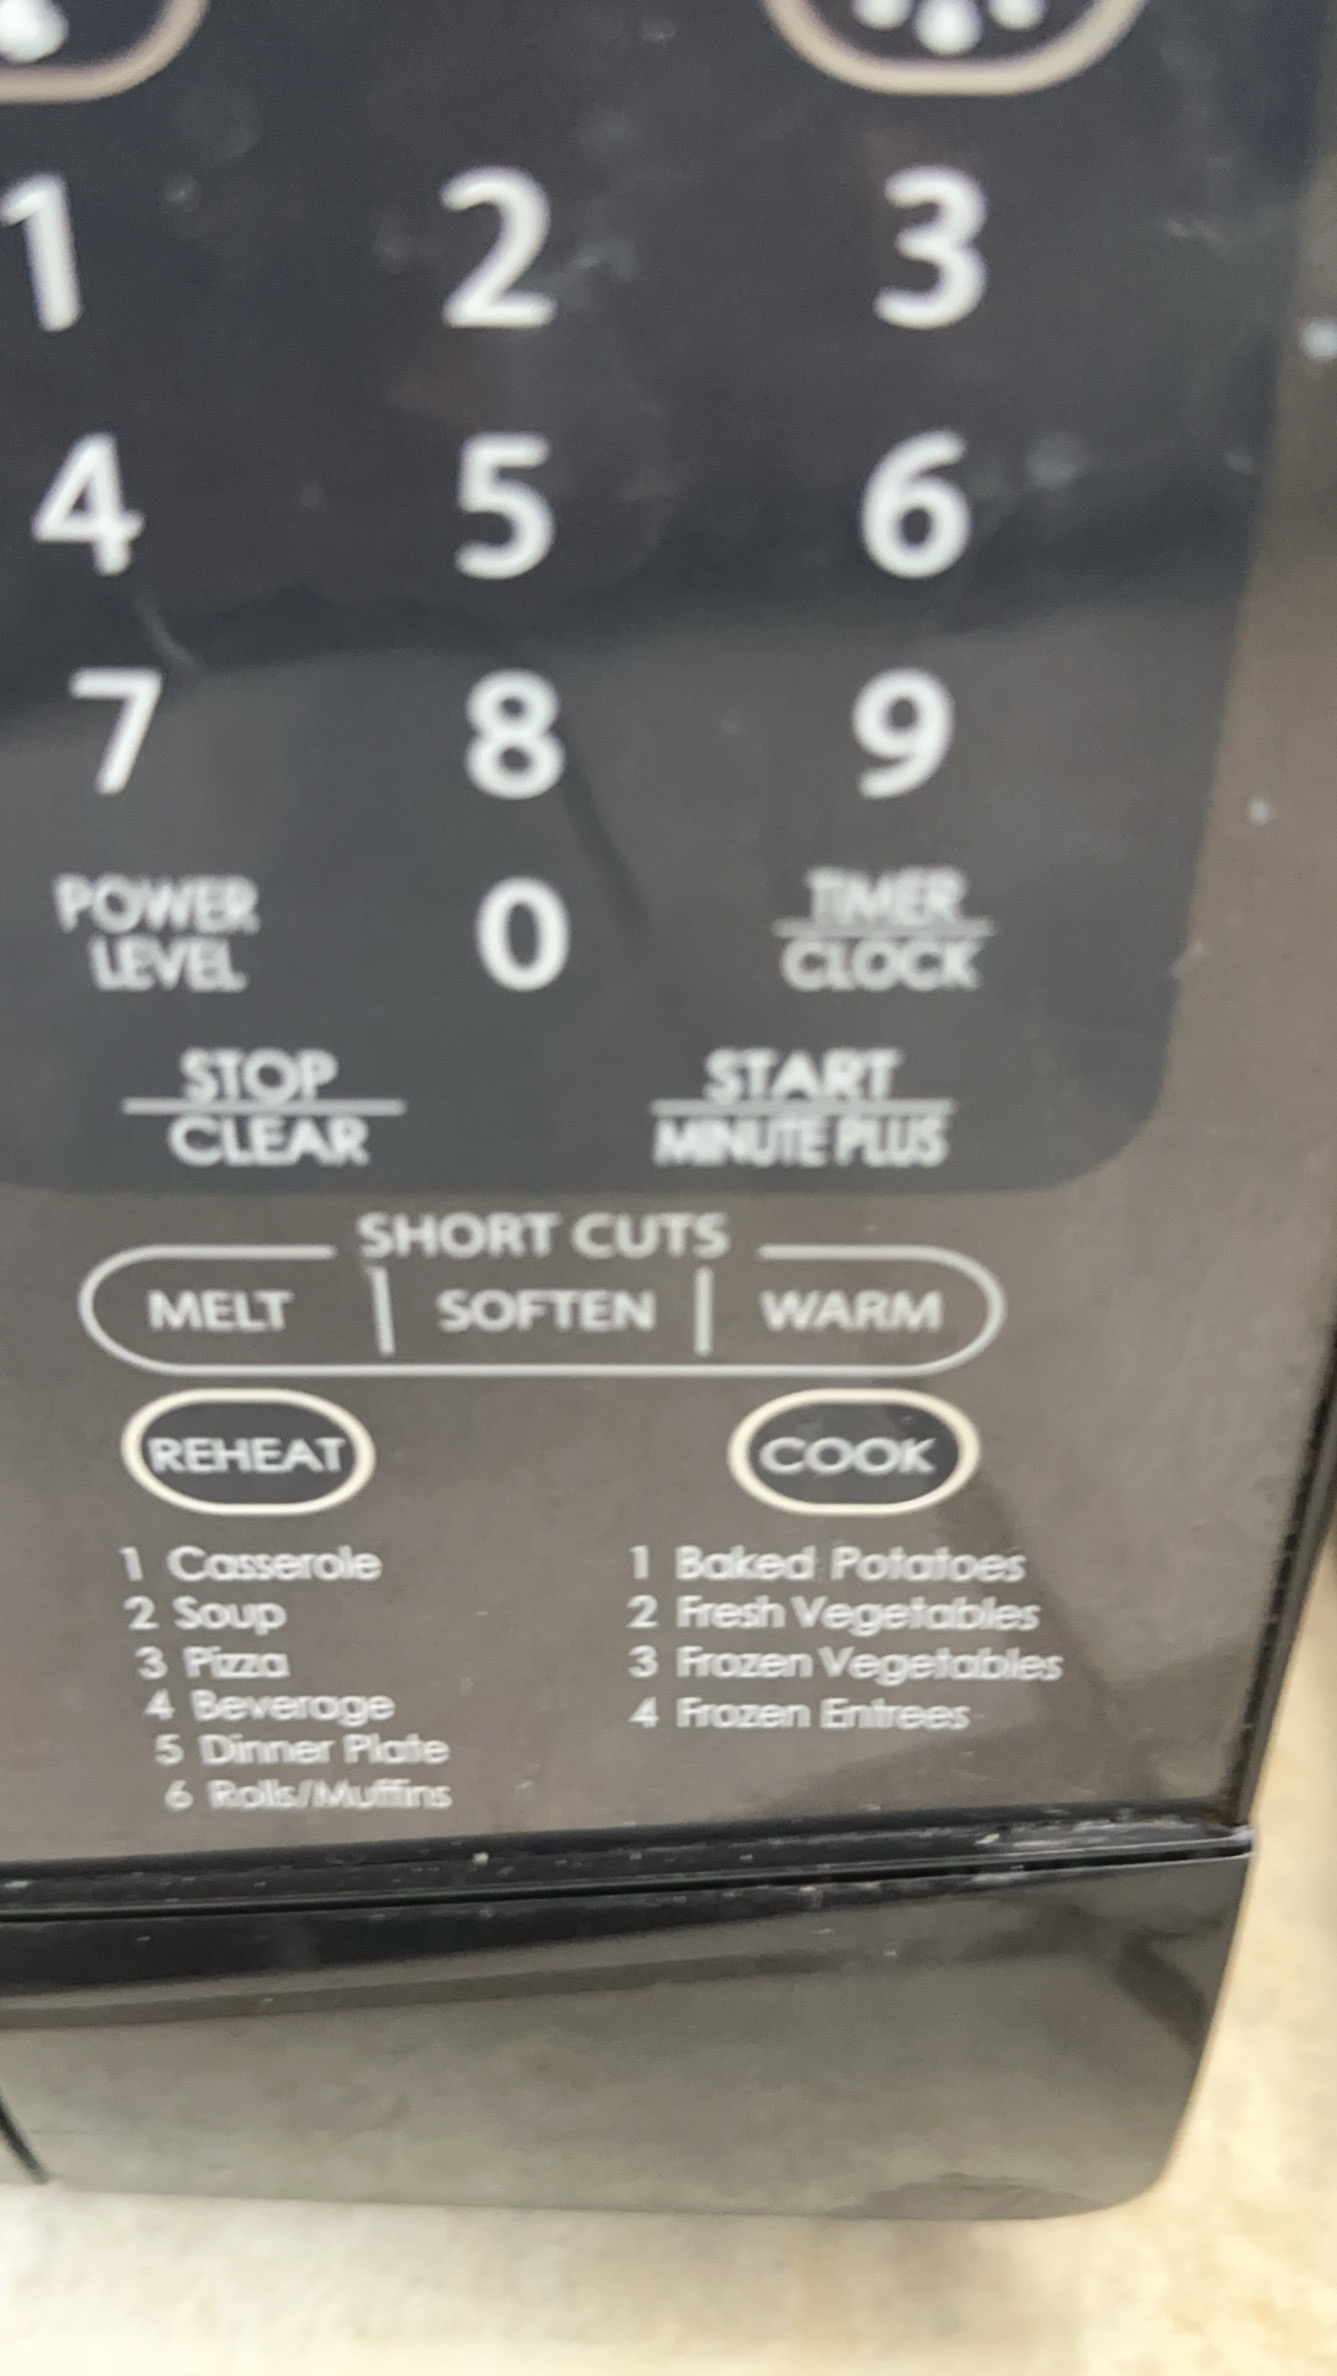 1 2 3
4 5 6
7 8 9
POWER LEVEL
0
TIMER
CLOCK
STOP
CLEAR
START
MINUTE PLUS
SHORT CUTS
MELT | SOFTEN | WARM
REHEAT
1 Casserole
2 Soup
3 Pizza
4 Beverage
5 Dinner Plate
6 Rolls/Muffins
COOK
1 Baked Potatoes
2 Fresh Vegetables
3 Frozen Vegetables
4 Frozen Entrees